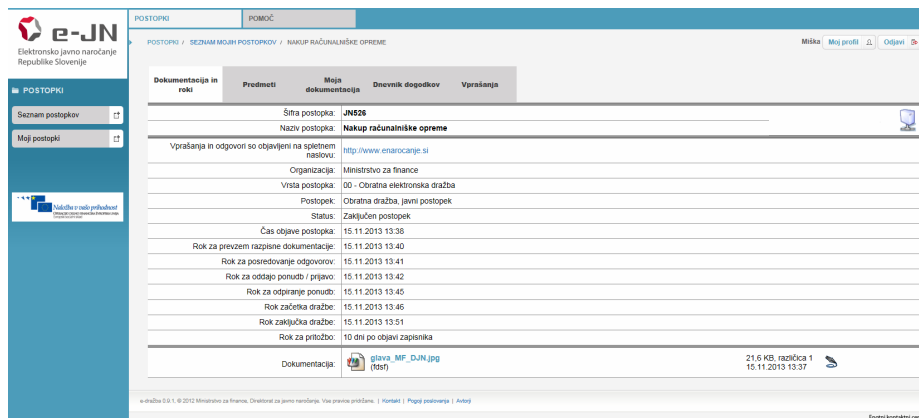 e-JN
Elektronsko javno naročanje
Republike Slovenije
POSTOPKI
POMOČ
POSTOPKI / SEZNAM MOJIH POSTOPKOV / NAKUP RAČUNALNIŠKE OPREME
Miška Moj profil Odjavi
POSTOPKI
Seznam postopkov
Moji postopki
Naložba v vašo prihodnost
Dokumentacija in
roki
Predmeti
Moja
dokumentacija
Dnevnik dogodkov
Vprašanja
Šifra postopka: JN526
Naziv postopka: Nakup računalniške opreme
Vprašanja in odgovori so objavljeni na spletnem
naslovu: http://www.enarocanje.si
Organizacija: Ministrstvo za finance
Vrsta postopka: 00 - Obratna elektronska dražba
Postopek: Obratna dražba, javni postopek
Status: Zaključen postopek
Čas objave postopka: 15.11.2013 13:38
Rok za prevzem razpisne dokumentacije: 15.11.2013 13:40
Rok za posredovanje odgovorov: 15.11.2013 13:41
Rok za oddajo ponudb / prijavo: 15.11.2013 13:42
Rok za odpiranje ponudb: 15.11.2013 13:45
Rok začetka dražbe: 15.11.2013 13:46
Rok zaključka dražbe: 15.11.2013 13:51
Rok za pritožbo: 10 dni po objavi zapisnika
Dokumentacija: glava_MF_DJN.jpg
(fdsf)
21,6 KB, različica 1
15.11.2013 13:37
e-dražba 0.9.1. © 2012 Ministrstvo za finance, Direktorat za javno naročanje. Vse pravice pridržane. | Kontakt | Pogoji poslovanja | Avtorji